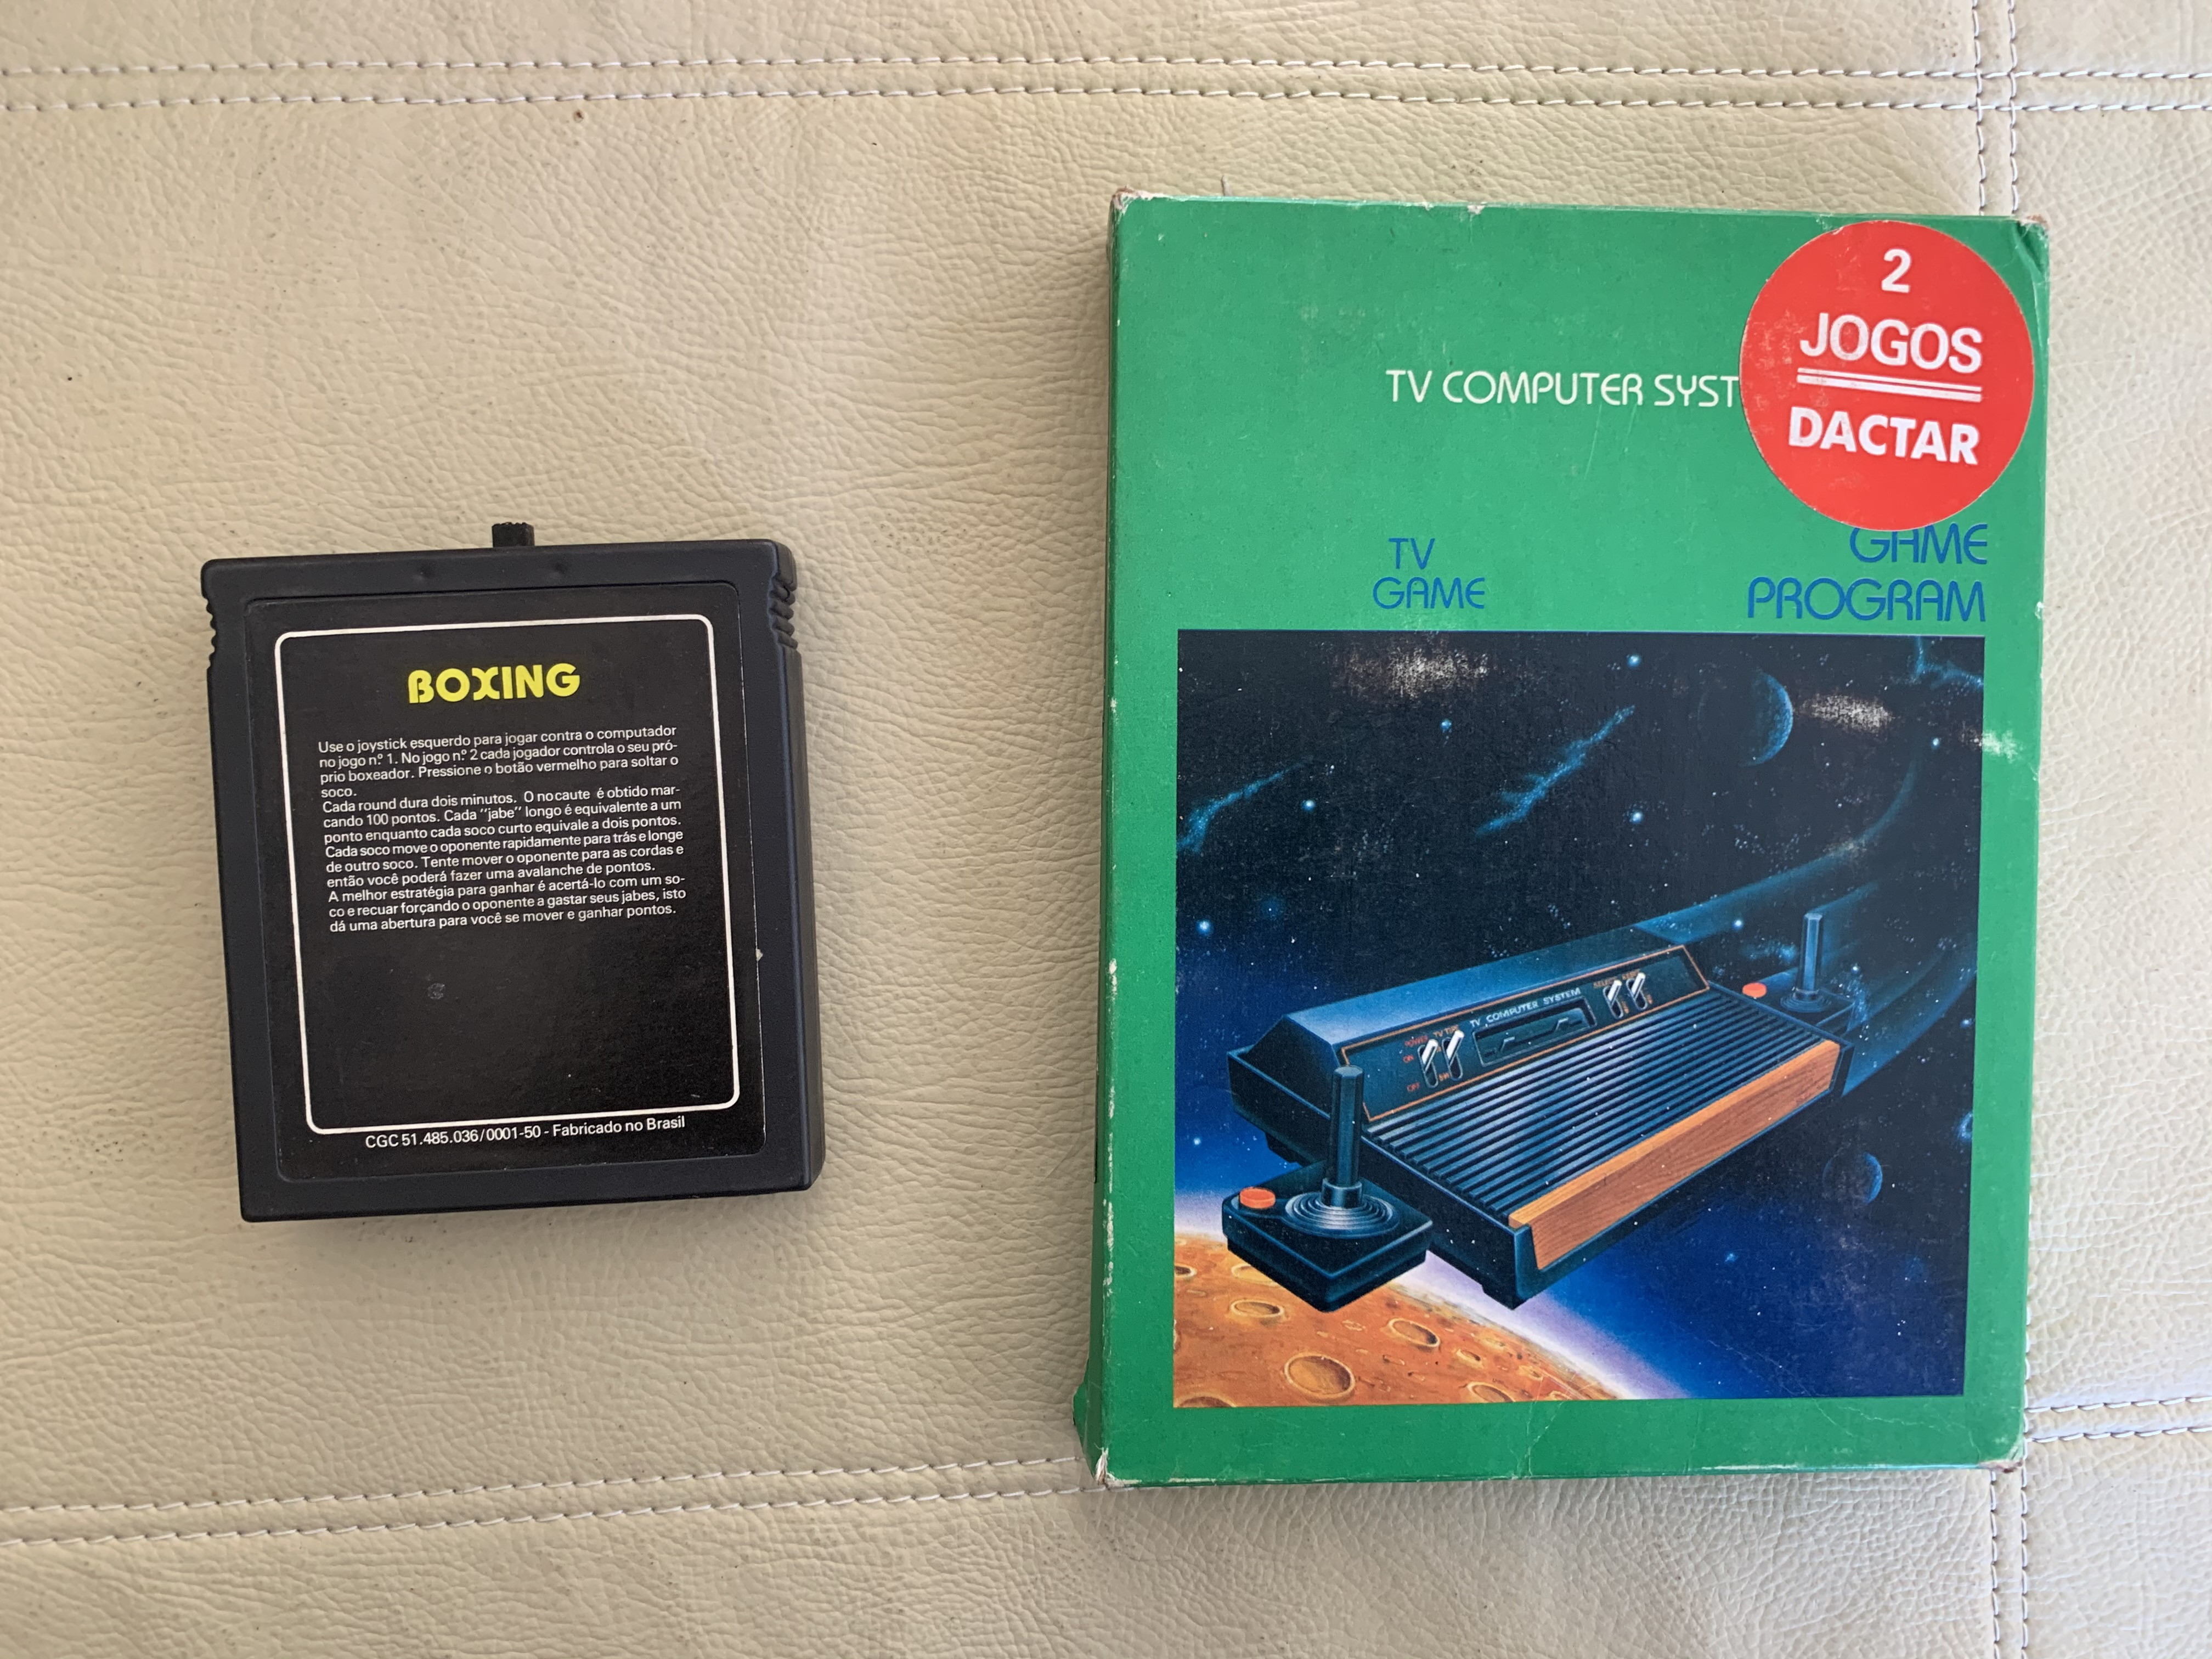 BOXING
Use o joystick esquerdo para jogar contra o computador
no jogo n.º 1. No jogo n.º 2 cada jogador controla o seu pró-
prio boxeador. Pressione o botão vermelho para soltar o
soco.
Cada round dura dois minutos. O nocaute é obtido mar-
cando 100 pontos. Cada "jabe" longo é equivalente a um
ponto enquanto cada soco curto equivale a dois pontos.
Cada soco move o oponente rapidamente para trás e longe
de outro soco. Tente mover o oponente para as cordas e
então você poderá fazer uma avalanche de pontos.
A melhor estratégia para ganhar é acertá-lo com um so-
co e recuar forçando o oponente a gastar seus jabes, isto
dá uma abertura para você se mover e ganhar pontos.
CGC 51.485.036/0001-50 - Fabricado no Brasil
2
JOGOS
DACTAR
TV COMPUTER SYST
TV
GAME
GAME
PROGRAM
TV COMPUTER SYSTEM
POWER
ON
OFF